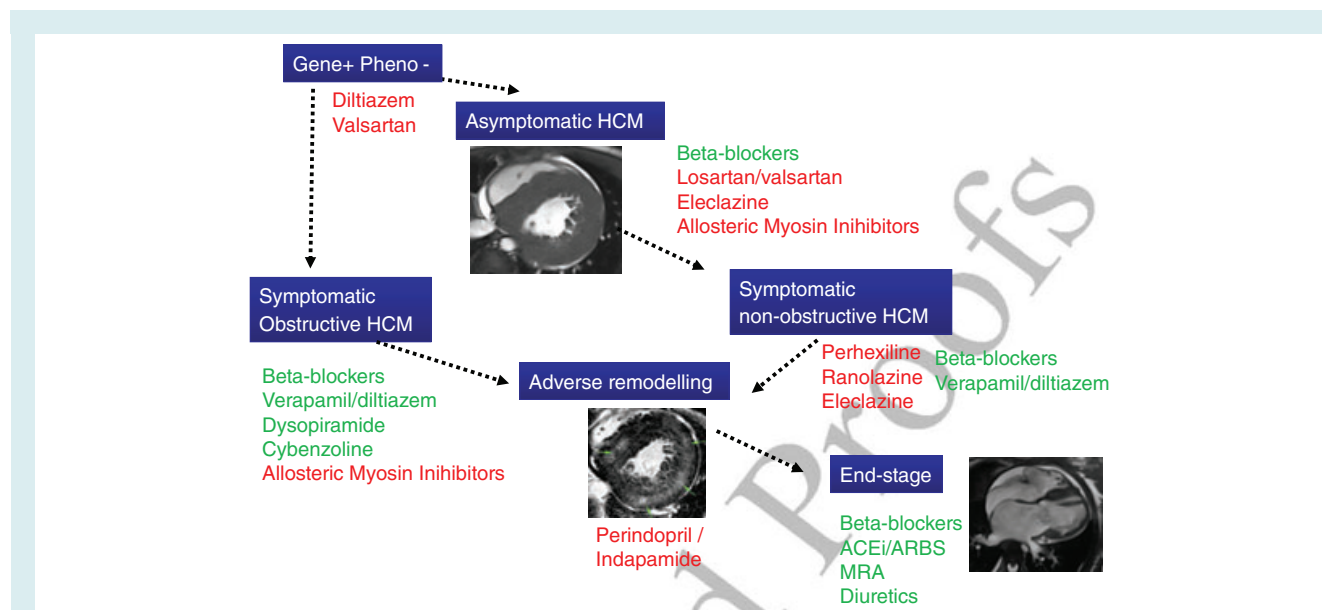 Gene+ Pheno -
Diltiazem
Valsartan
Asymptomatic HCM
Beta-blockers
Losartan/valsartan
Eleclazine
Allosteric Myosin Inihibitors
Symptomatic
Obstructive HCM
Beta-blockers
Verapamil/diltiazem
Dysopiramide
Cybenzoline
Allosteric Myosin Inihibitors
Symptomatic
non-obstructive HCM
Perhexiline
Ranolazine
Eleclazine
Beta-blockers
Verapamil/diltiazem
Adverse remodelling
Perindopril /
Indapamide
End-stage
Beta-blockers
ACEi/ARBS
MRA
Diuretics
Proofs